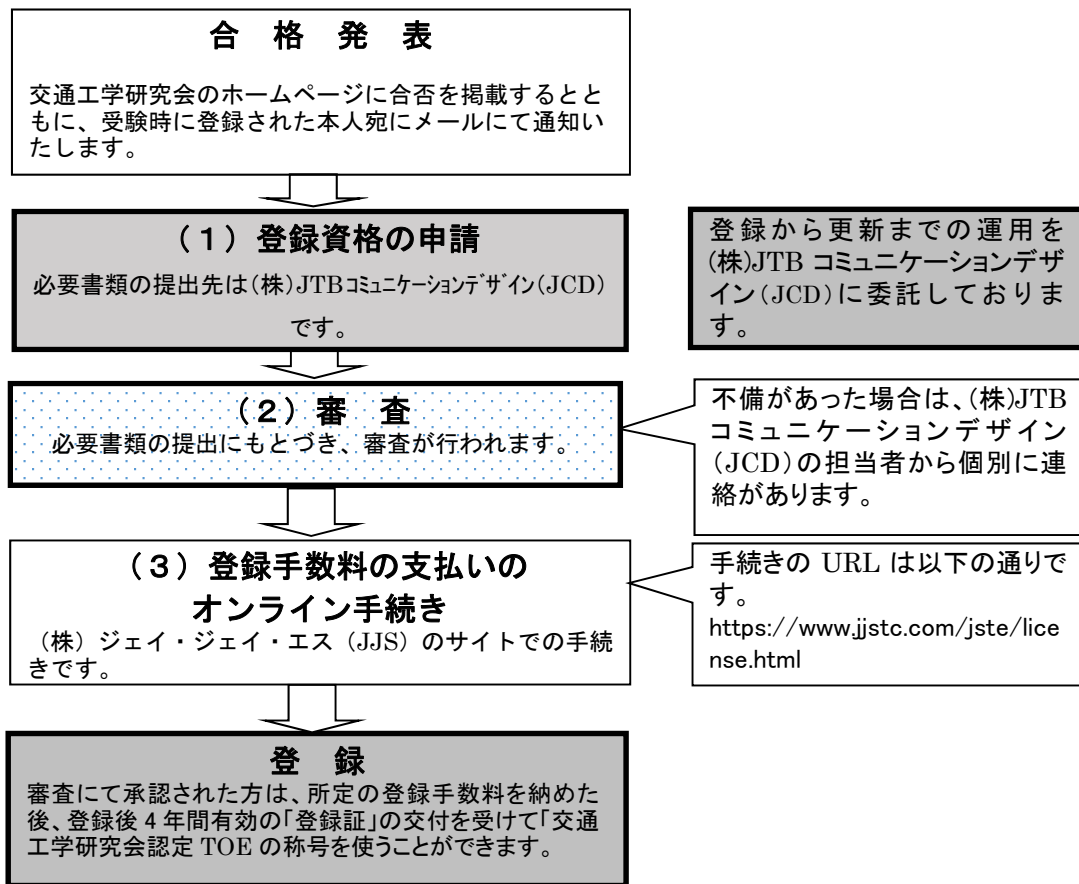 合 格 発 表
交通工学研究会のホームページに合否を掲載するとと
もに、受験時に登録された本人宛にメールにて通知い
たします。
（１）登録資格の申請
必要書類の提出先は(株)JTBｺﾐｭﾆｹｰｼｮﾝﾃﾞｻﾞｲﾝ(JCD)
です。
登録から更新までの運用を
(株)JTB コミュニケーションデザ
イン(JCD)に委託しておりま
す。
（２）審 査
必要書類の提出にもとづき、審査が行われます。
不備があった場合は、(株)JTB
コミュニケーションデザイン
(JCD)の担当者から個別に連
絡があります。
（３）登録手数料の支払いの
オンライン手続き
（株）ジェイ・ジェイ・エス（JJS）のサイトでの手続
きです。
手続きの URL は以下の通りで
す。
https://www.jjstc.com/jste/lice
nse.html
登 録
審査にて承認された方は、所定の登録手数料を納めた
後、登録後 4 年間有効の「登録証」の交付を受けて「交通
工学研究会認定 TOE の称号を使うことができます。